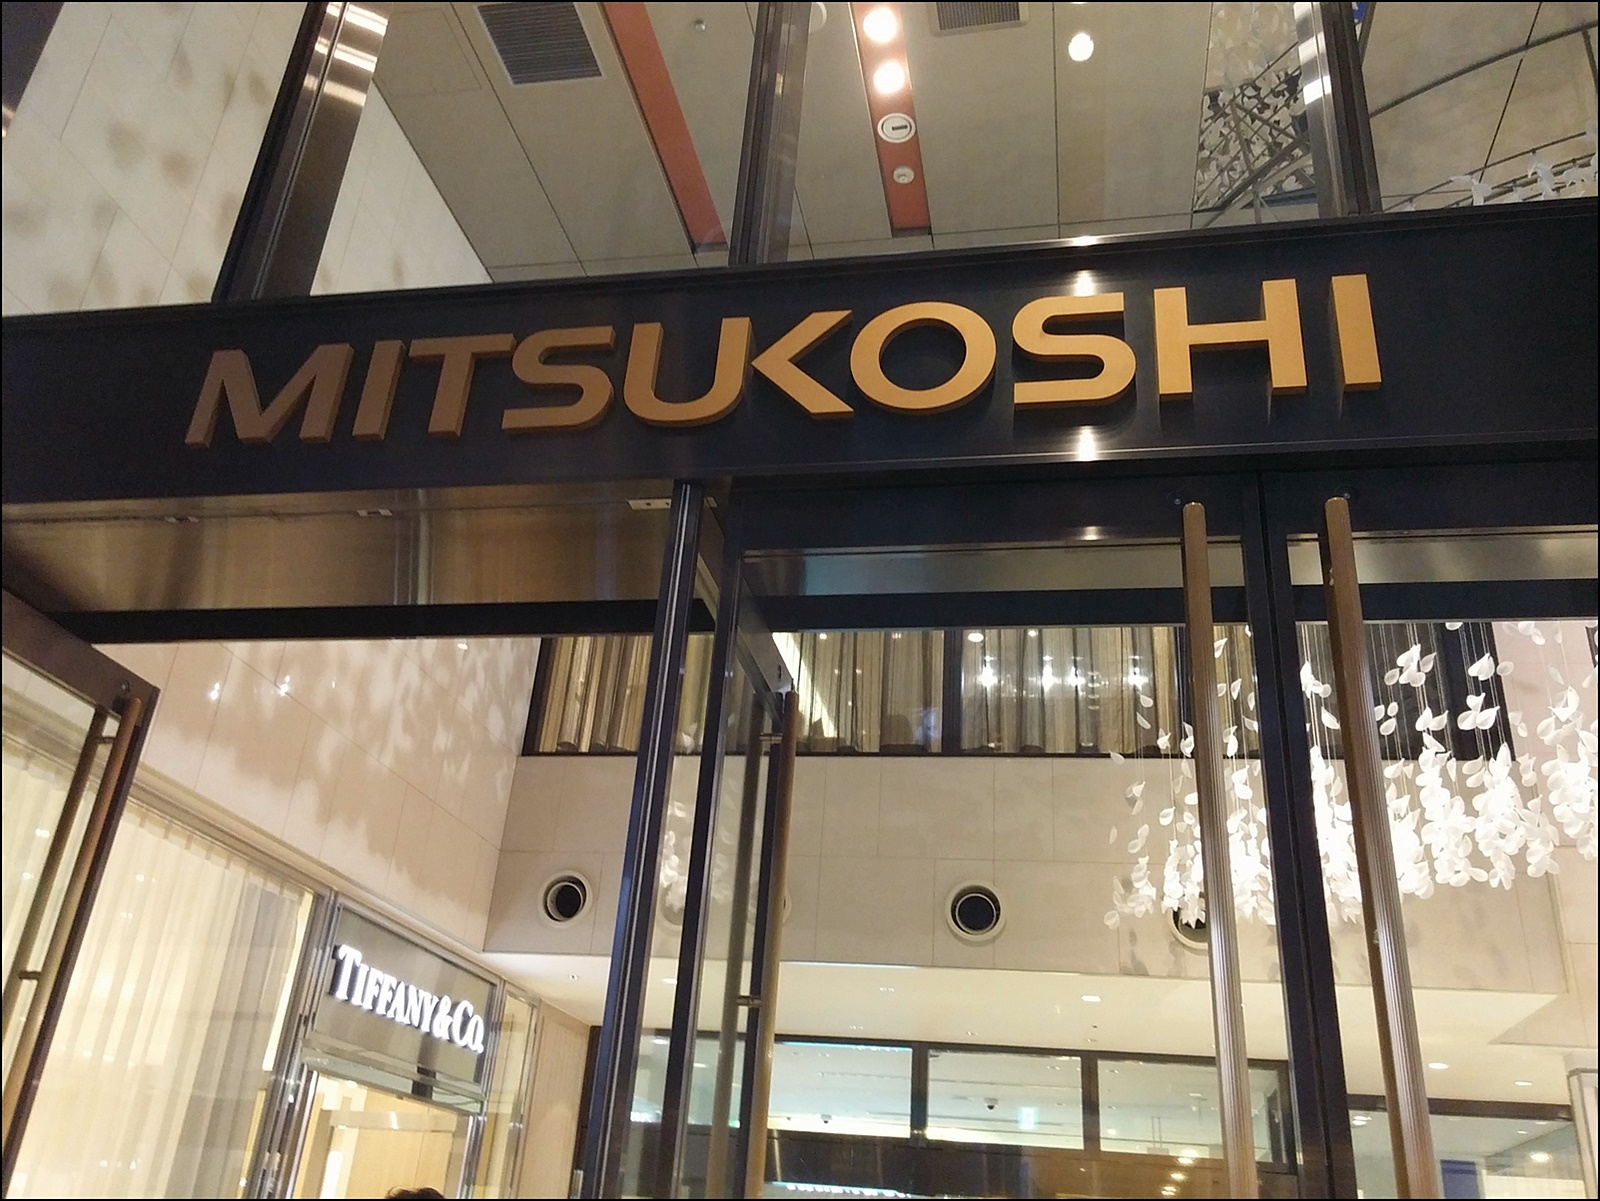 MITSUKOSHI
TIFFANY & CO.